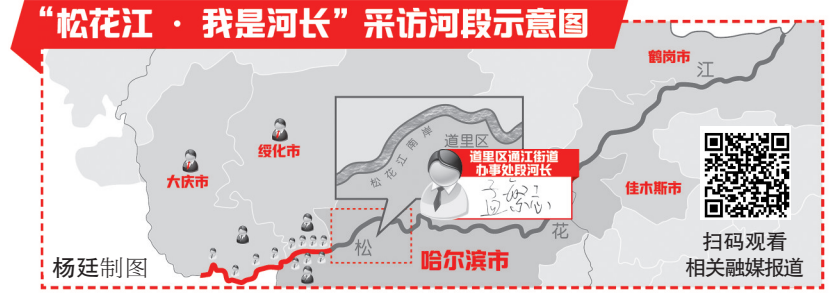 “松花江 · 我是河长”采访河段示意图
鹤岗市
江
道里区
松花江南岸
绥化市
道里区通江街道
办事处段河长
大庆市
佳木斯市
花
松
哈尔滨市
扫码观看
相关融媒报道
杨廷制图